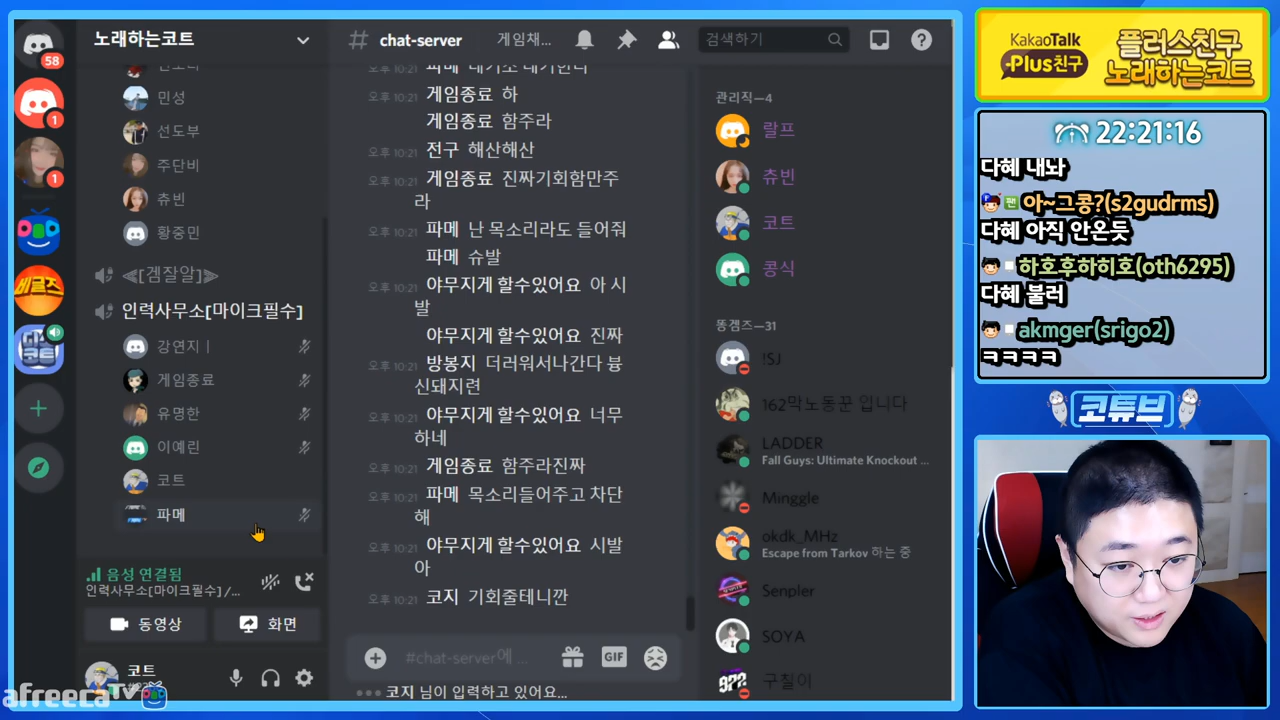 58
1
1
노래하는코트
민성
선도부
주단비
츄빈
황중민
⪡[겜잘알]⪢
인력사무소[마이크필수]
강연지ㅣ
게임종료
유명한
이예린
코트
파메
음성 연결됨
인력사무소[마이크필수]/...
동영상
화면
코트
afreecaTV
# chat-server
게임채...
검색하기
오후 10:21
오후 10:21 게임종료 하
게임종료 함주라
오후 10:21 전구 해산해산
오후 10:21 게임종료 진짜기회함만주
라
오후 10:21 파메 난 목소리라도 들어줘
파메 슈발
오후 10:21 야무지게 할수있어요 아 시
발
야무지게 할수있어요 진짜
오후 10:21 방봉지 더러워서나간다 븅
신돼지련
오후 10:21 야무지게 할수있어요 너무
하네
오후 10:21 게임종료 함주라진짜
오후 10:21 파메 목소리들어주고 차단
해
오후 10:21 야무지게 할수있어요 시발
아
오후 10:21 코지 기회줄테니깐
#chat-server에 ...
GIF
코지 님이 입력하고 있어요...
관리직—4
랄프
츄빈
코트
콩식
똥겜즈—31
!SJ
162막노동꾼 입니다
LADDER
Fall Guys: Ultimate Knockout ...
Minggle
okdk_MHz
Escape from Tarkov 하는 중
Senpler
SOYA
구칠이
KakaoTalk
Plus친구
플러스친구
노래하는코트
22:21:16
다혜 내놔
팬 아~그콩?(s2gudrms)
다혜 아직 안온듯
하호후하히호(oth6295)
다혜 불러
akmger(srigo2)
ㅋㅋㅋㅋ
코튜브